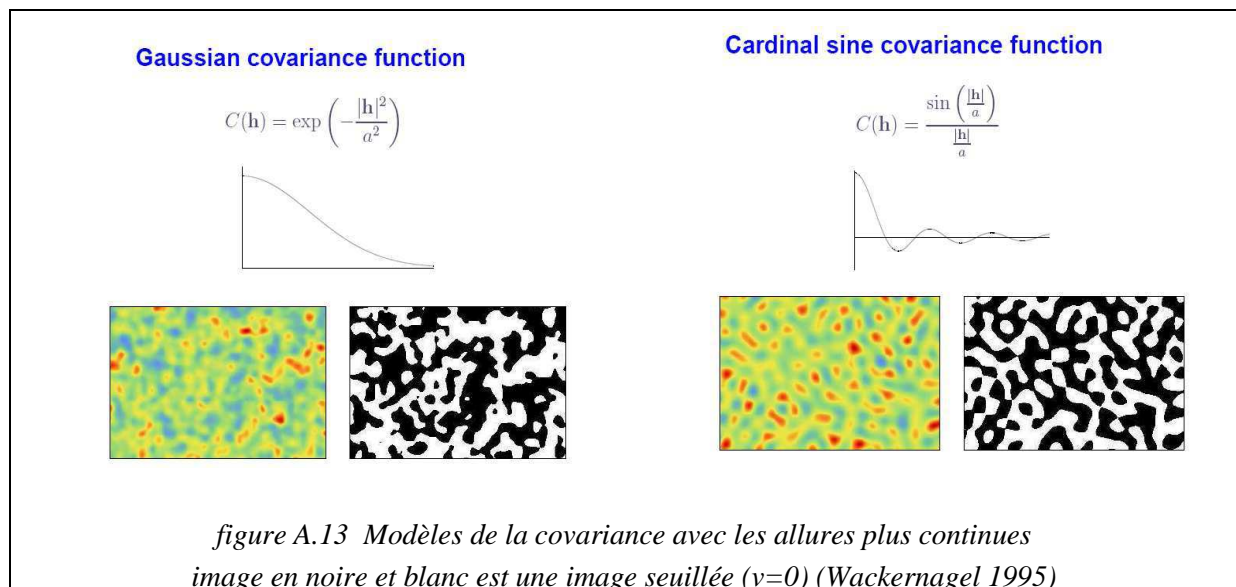 Gaussian covariance function
C(h) = exp(-|h|²/a²)
Cardinal sine covariance function
C(h) = sin(|h|/a) / (|h|/a)
figure A.13 Modèles de la covariance avec les allures plus continues
image en noire et blanc est une image seuillée (y=0) (Wackernagel 1995)